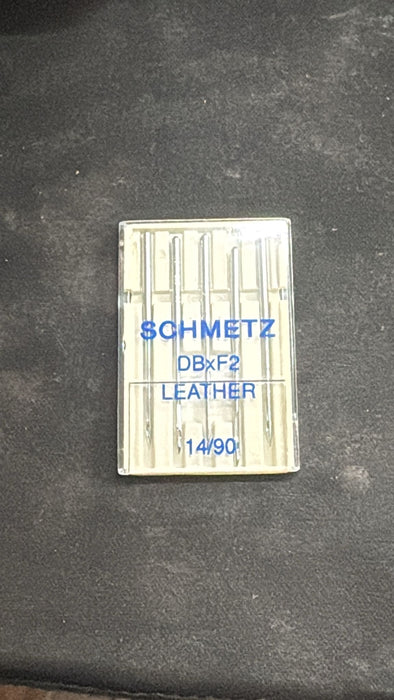 SCHMETZ
DBxF2
LEATHER
14/90